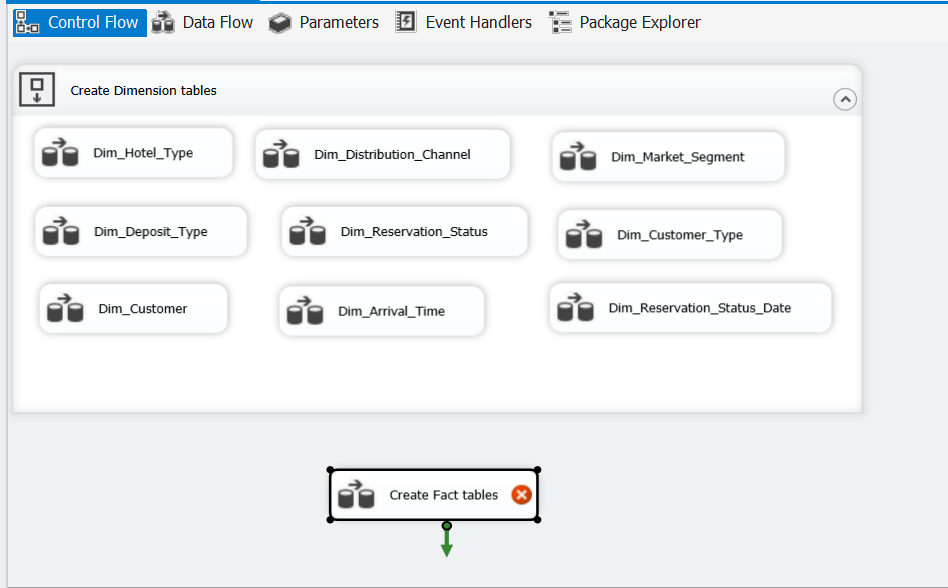 Control Flow Data Flow Parameters Event Handlers Package Explorer
Create Dimension tables
Dim_Hotel_Type Dim_Distribution_Channel Dim_Market_Segment
Dim_Deposit_Type Dim_Reservation_Status Dim_Customer_Type
Dim_Customer Dim_Arrival_Time Dim_Reservation_Status_Date
Create Fact tables